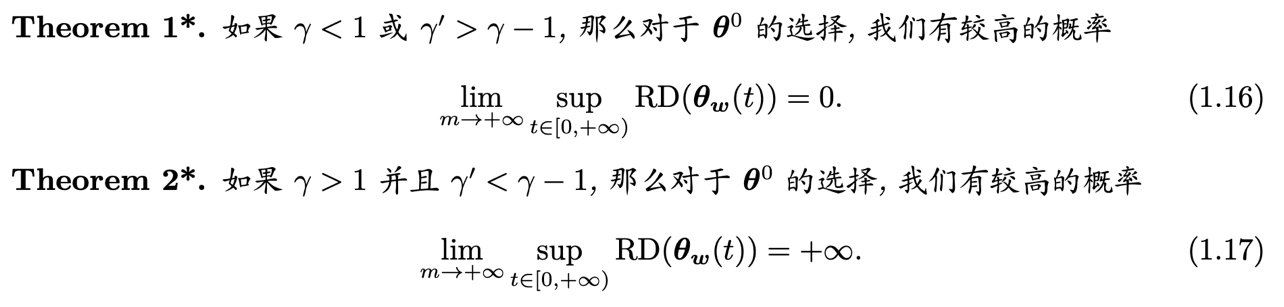 Theorem 1*. 如果 γ < 1 或 γ′ > γ − 1, 那么对于 θ⁰ 的选择, 我们有较高的概率
lim_{m→+∞} sup_{t∈[0,+∞)} RD(θ_w(t)) = 0. (1.16)
Theorem 2*. 如果 γ > 1 并且 γ′ < γ − 1, 那么对于 θ⁰ 的选择, 我们有较高的概率
lim_{m→+∞} sup_{t∈[0,+∞)} RD(θ_w(t)) = +∞. (1.17)